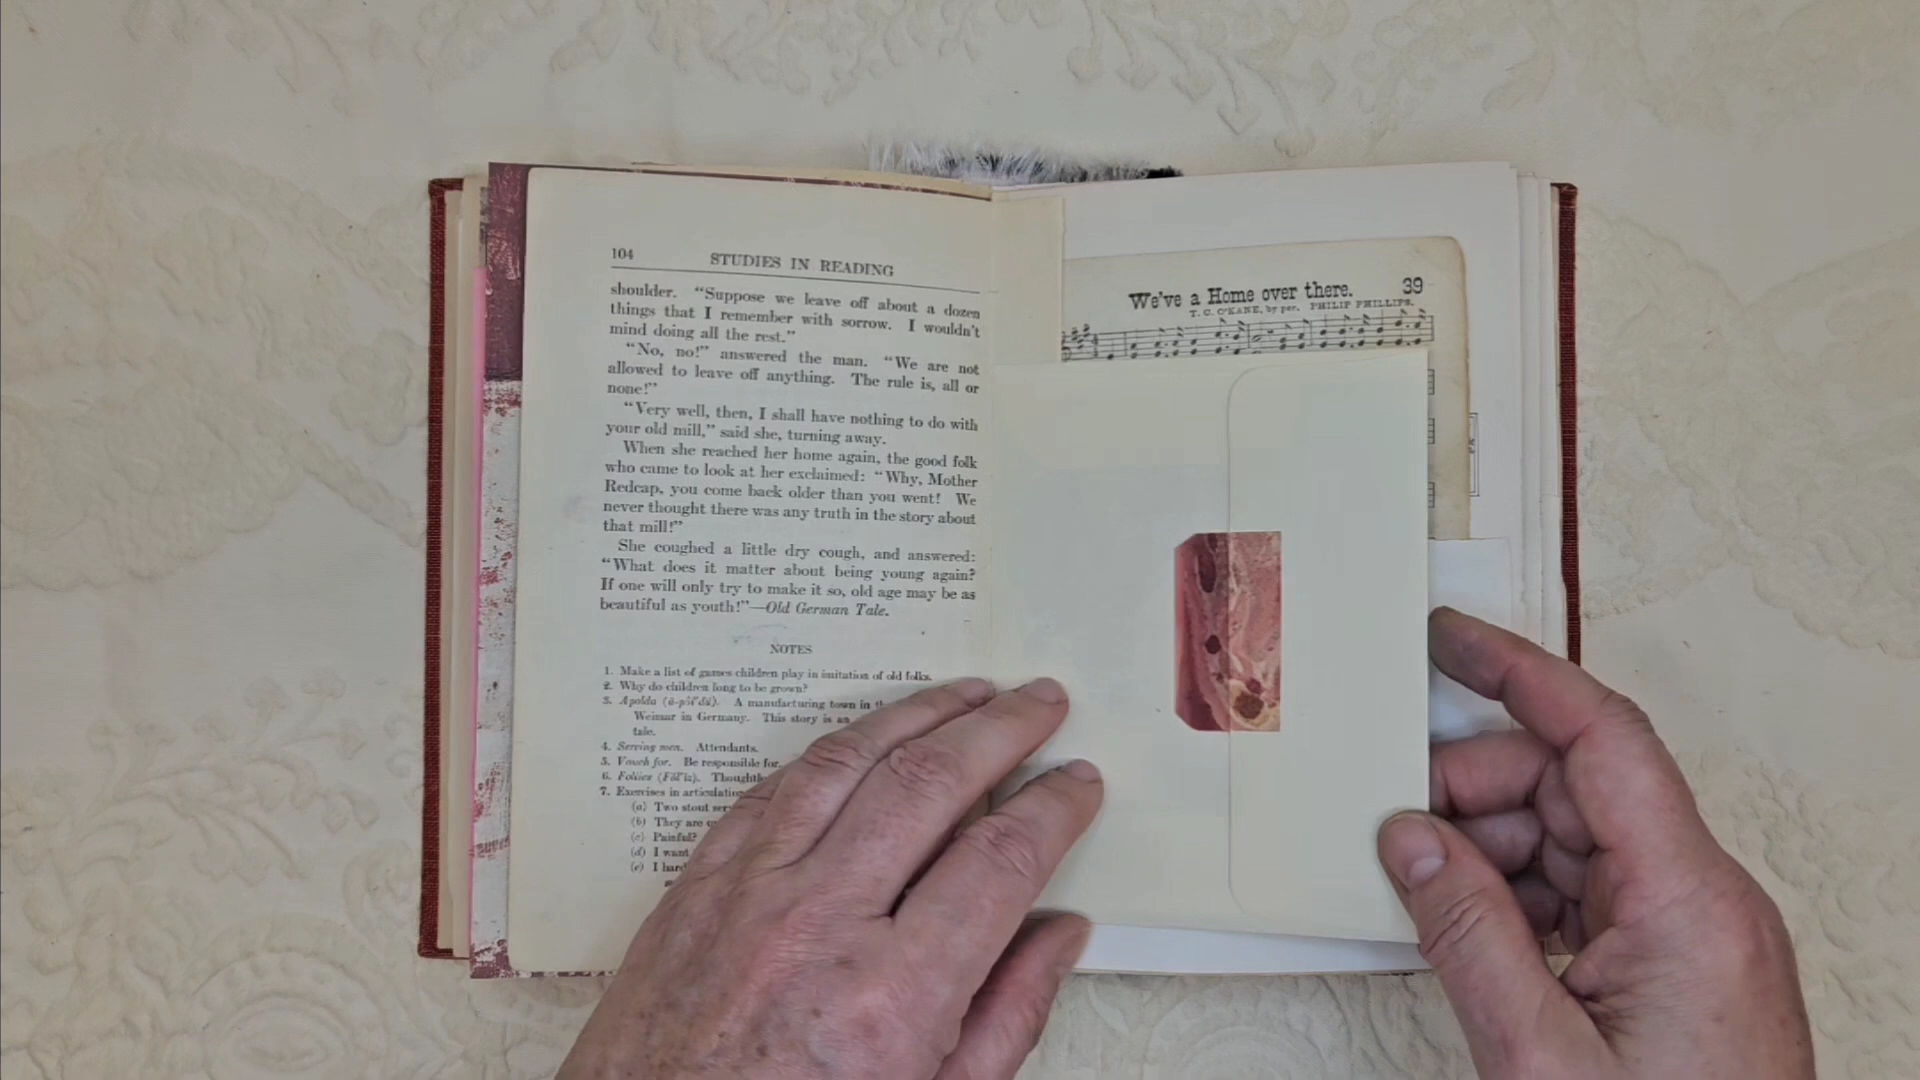 104
STUDIES IN READING
shoulder. “Suppose we leave off about a dozen
things that I remember with sorrow. I wouldn't
mind doing all the rest.”
“No, no!” answered the man. “We are not
allowed to leave off anything. The rule is, all or
none!”
“Very well, then, I shall have nothing to do with
your old mill,” said she, turning away.
When she reached her home again, the good folk
who came to look at her exclaimed: “Why, Mother
Redcap, you come back older than you went! We
never thought there was any truth in the story about
that mill!”
She coughed a little dry cough, and answered:
“What does it matter about being young again?
If one will only try to make it so, old age may be as
beautiful as youth!”—Old German Tale.
NOTES
1. Make a list of games children play in imitation of old folks.
2. Why do children long to be grown?
3. Apolda A manufacturing town in
Weimar in Germany. This story is an
tale.
4. Serving men. Attendants.
5. Vouch for. Be responsible for.
6. Follies
7. Exercises in articulation
(a) Two stout
(b) They are
(c) Painful?
(d) I want
(e) I
We've a Home over there.
39
T. C. O'KANE, by per. PHILIP PHILLIPS.